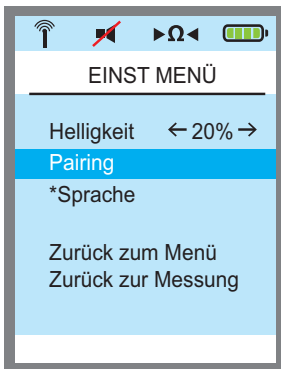 ▶Ω◀
EINST MENÜ
Helligkeit ←20%→
Pairing
*Sprache
Zurück zum Menü
Zurück zur Messung